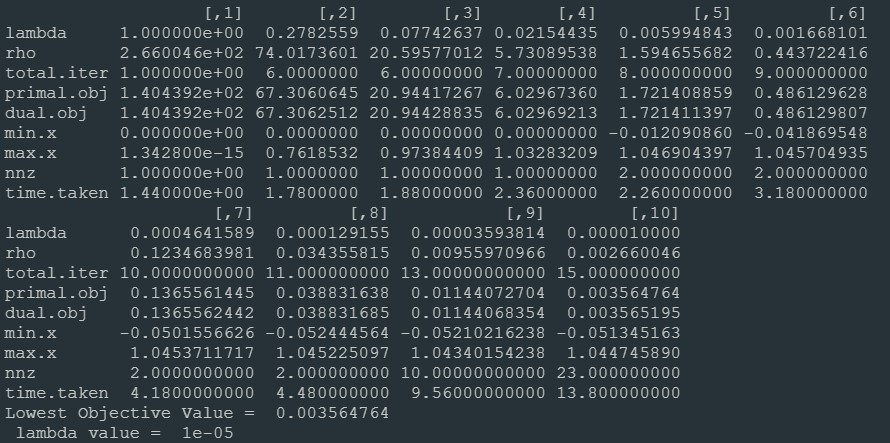 [,1] [,2] [,3] [,4] [,5] [,6]
lambda 1.000000e+00 0.2782559 0.07742637 0.02154435 0.005994843 0.001668101
rho 2.660046e+02 74.0173601 20.59577012 5.73089538 1.594655682 0.443722416
total.iter 1.000000e+00 6.0000000 6.00000000 7.00000000 8.000000000 9.000000000
primal.obj 1.404392e+02 67.3060645 20.94417267 6.02967360 1.721408859 0.486129628
dual.obj 1.404392e+02 67.3062512 20.94428835 6.02969213 1.721411397 0.486129807
min.x 0.000000e+00 0.0000000 0.00000000 0.00000000 -0.012090860 -0.041869548
max.x 1.342800e-15 0.7618532 0.97384409 1.03283209 1.046904397 1.045704935
nnz 1.000000e+00 1.0000000 1.00000000 1.00000000 2.000000000 2.000000000
time.taken 1.440000e+00 1.7800000 1.88000000 2.36000000 2.260000000 3.180000000
[,7] [,8] [,9] [,10]
lambda 0.0004641589 0.000129155 0.00003593814 0.000010000
rho 0.1234683981 0.034355815 0.00955970966 0.002660046
total.iter 10.0000000000 11.000000000 13.00000000000 15.000000000
primal.obj 0.1365561445 0.038831638 0.01144072704 0.003564764
dual.obj 0.1365562442 0.038831685 0.01144068354 0.003565195
min.x -0.0501556626 -0.052444564 -0.05210216238 -0.051345163
max.x 1.0453711717 1.045225097 1.04340154238 1.044745890
nnz 2.0000000000 2.000000000 10.00000000000 23.000000000
time.taken 4.1800000000 4.480000000 9.56000000000 13.800000000
Lowest Objective Value = 0.003564764
lambda value = 1e-05